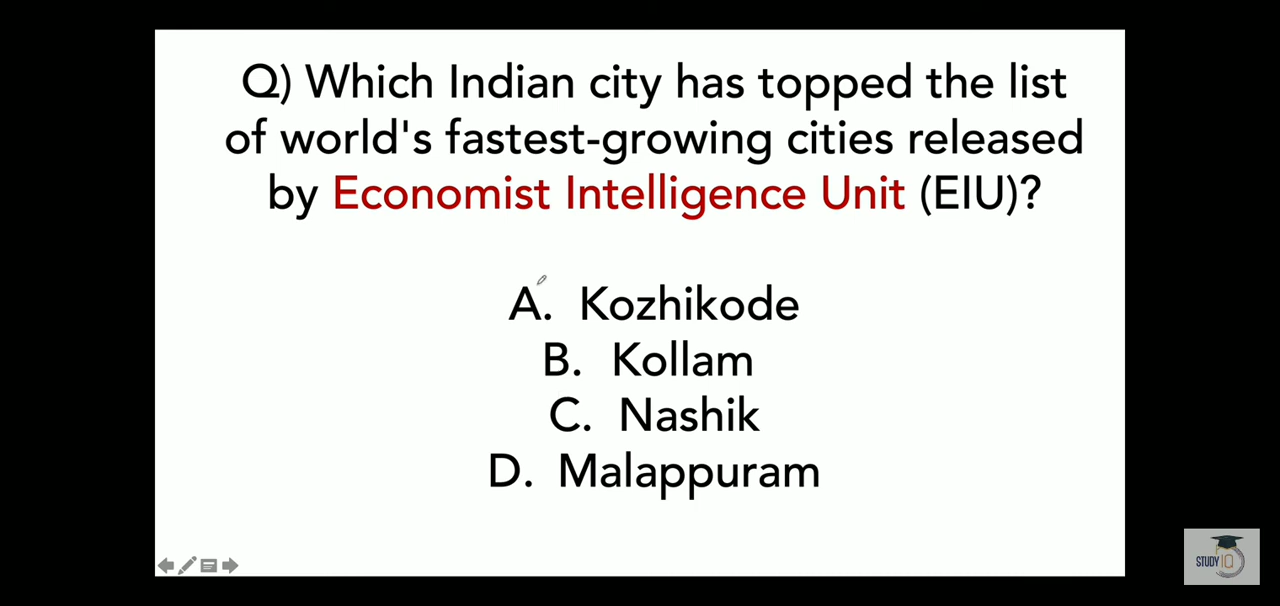 Q) Which Indian city has topped the list
of world's fastest-growing cities released
by Economist Intelligence Unit (EIU)?
A. Kozhikode
B. Kollam
C. Nashik
D. Malappuram
STUDY IQ